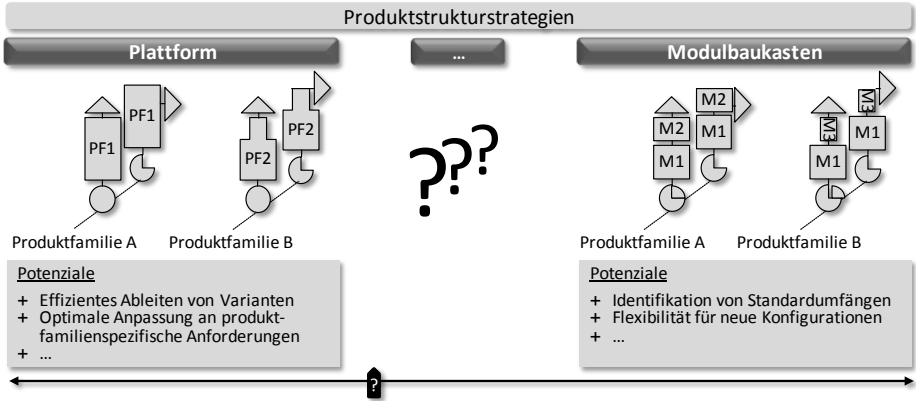 Produktstrukturstrategien
Plattform
...
Modulbaukasten
PF1
PF1
PF2
PF2
???
M2
M1
M2
M1
M3
M1
M3
M1
Produktfamilie A
Produktfamilie B
Produktfamilie A
Produktfamilie B
Potenziale
+ Effizientes Ableiten von Varianten
+ Optimale Anpassung an produkt-
familienspezifische Anforderungen
+ ...
Potenziale
+ Identifikation von Standardumfängen
+ Flexibilität für neue Konfigurationen
+ ...
?